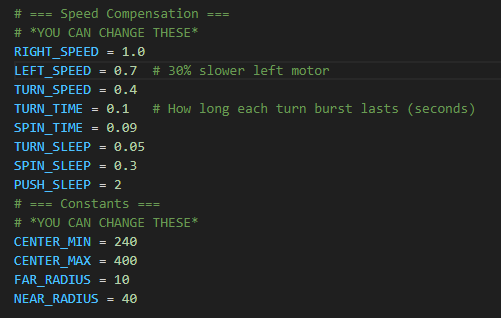 # === Speed Compensation ===
# *YOU CAN CHANGE THESE*
RIGHT_SPEED = 1.0
LEFT_SPEED = 0.7  # 30% slower left motor
TURN_SPEED = 0.4
TURN_TIME = 0.1   # How long each turn burst lasts (seconds)
SPIN_TIME = 0.09
TURN_SLEEP = 0.05
SPIN_SLEEP = 0.3
PUSH_SLEEP = 2
# === Constants ===
# *YOU CAN CHANGE THESE*
CENTER_MIN = 240
CENTER_MAX = 400
FAR_RADIUS = 10
NEAR_RADIUS = 40